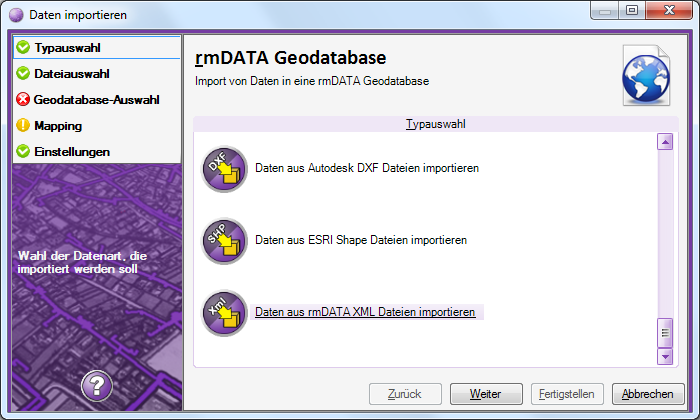 Daten importieren
Typauswahl
Dateiauswahl
Geodatabase-Auswahl
Mapping
Einstellungen
Wahl der Datenart, die
importiert werden soll
?
rmDATA Geodatabase
Import von Daten in eine rmDATA Geodatabase
Typauswahl
DXF
Daten aus Autodesk DXF Dateien importieren
SHP
Daten aus ESRI Shape Dateien importieren
Xml
Daten aus rmDATA XML Dateien importieren
Zurück
Weiter
Fertigstellen
Abbrechen